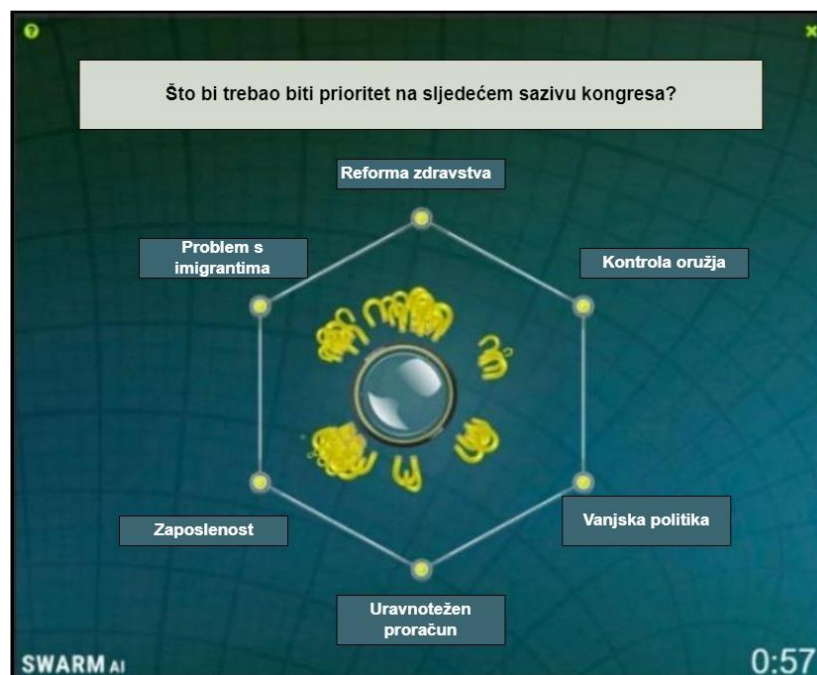 Što bi trebao biti prioritet na sljedećem sazivu kongresa?
Reforma zdravstva
Problem s
imigrantima
Kontrola oružja
Zaposlenost
Vanjska politika
Uravnotežen
proračun
SWARM AI
0:57